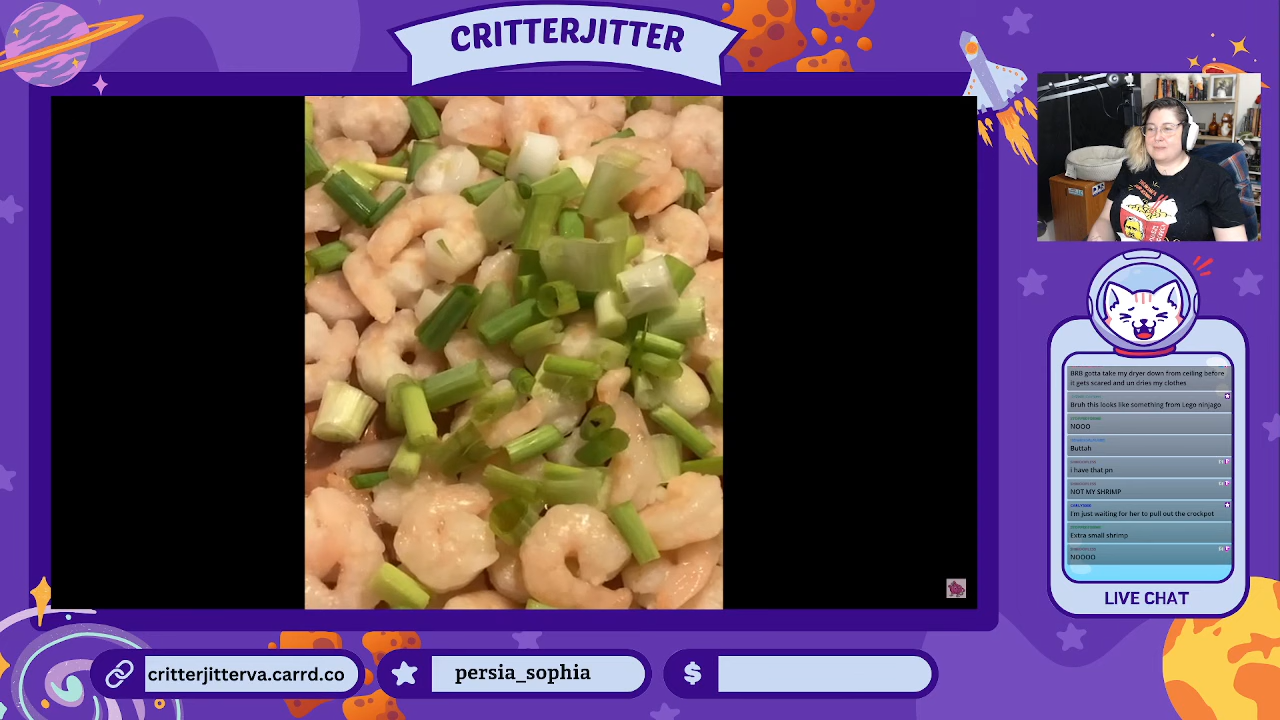 CRITTERJITTER
BRB gotta take my dryer down from ceiling before
it gets scared and un dries my clothes
Bruh this looks like something from Lego ninjago
NOOO
Buttah
i have that pn
NOT MY SHRIMP
I'm just waiting for her to pull out the crockpot
Extra small shrimp
NOOOO
LIVE CHAT
critterjitterva.carrd.co
persia_sophia
$